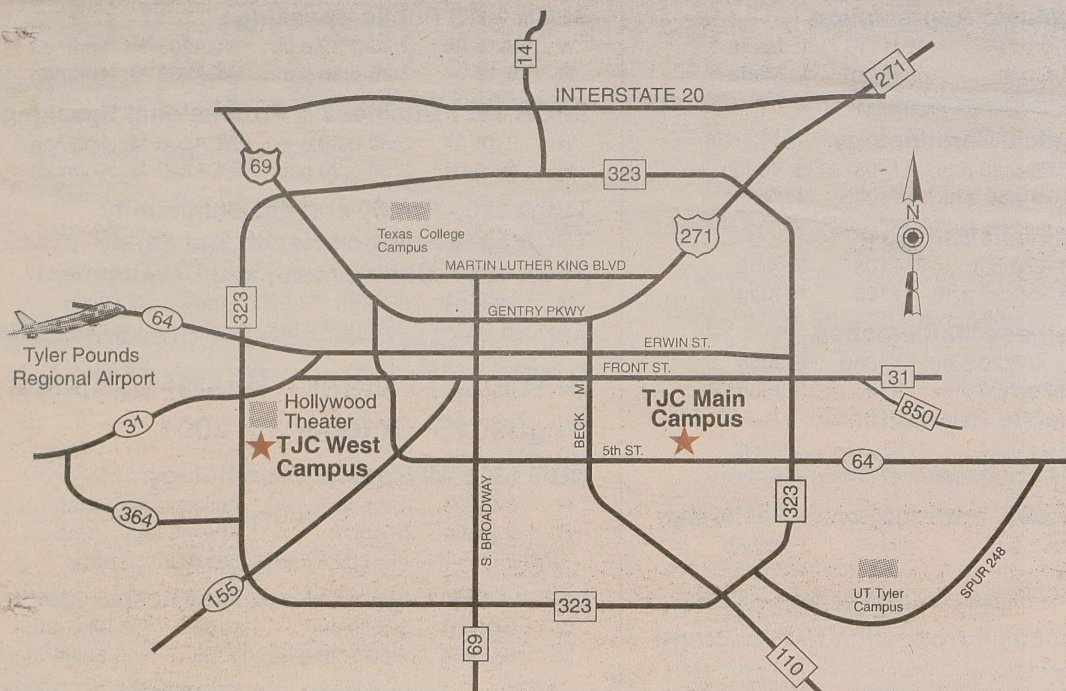 14
271
INTERSTATE 20
69
323
Texas College
Campus
271
N
MARTIN LUTHER KING BLVD
323
64
GENTRY PKWY
Tyler Pounds
Regional Airport
ERWIN ST.
FRONT ST.
31
850
31
Hollywood
Theater
TJC West
Campus
BECK
M
TJC Main
Campus
5th ST.
64
364
323
S. BROADWAY
155
323
UT Tyler
Campus
SPUR 248
69
110